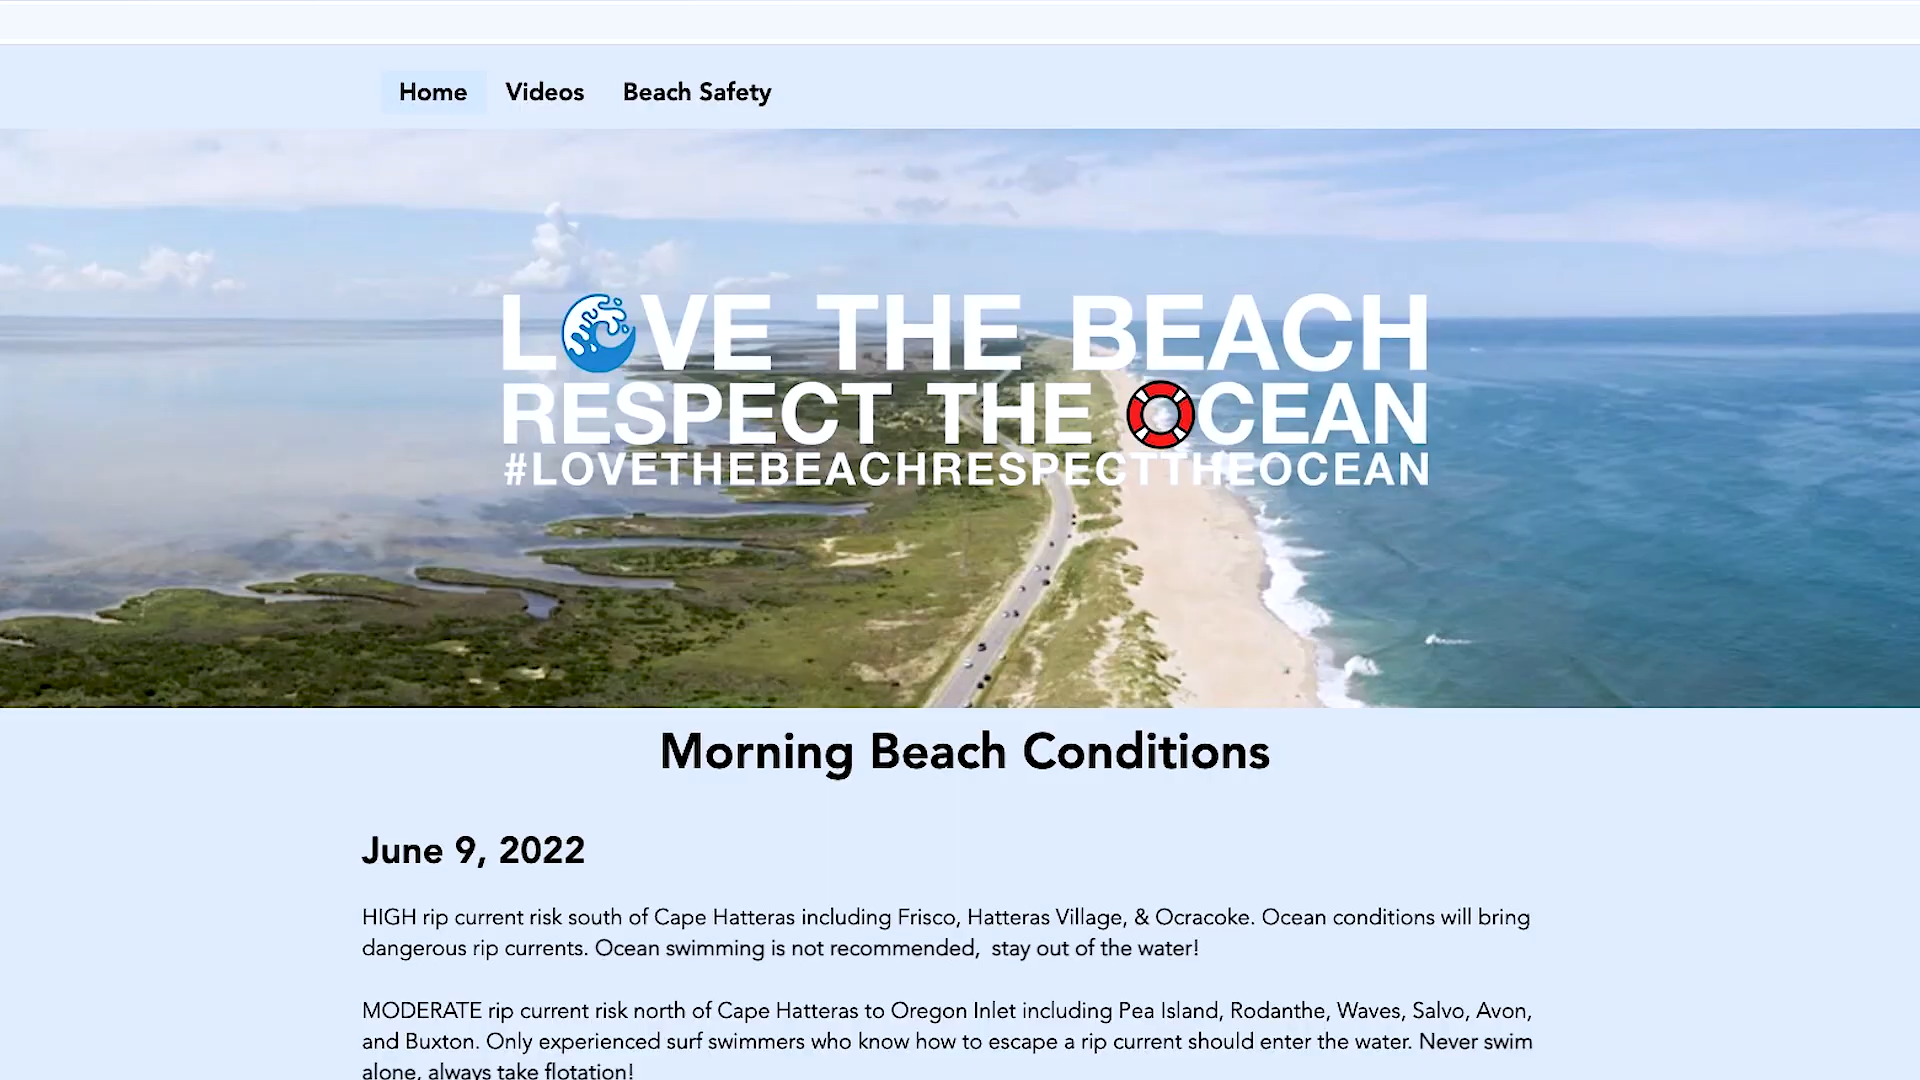 Home Videos Beach Safety
LOVE THE BEACH
RESPECT THE OCEAN
#LOVETHEBEACHRESPECTTHEOCEAN
Morning Beach Conditions
June 9, 2022
HIGH rip current risk south of Cape Hatteras including Frisco, Hatteras Village, & Ocracoke. Ocean conditions will bring
dangerous rip currents. Ocean swimming is not recommended,  stay out of the water!
MODERATE rip current risk north of Cape Hatteras to Oregon Inlet including Pea Island, Rodanthe, Waves, Salvo, Avon,
and Buxton. Only experienced surf swimmers who know how to escape a rip current should enter the water. Never swim
alone, always take flotation!